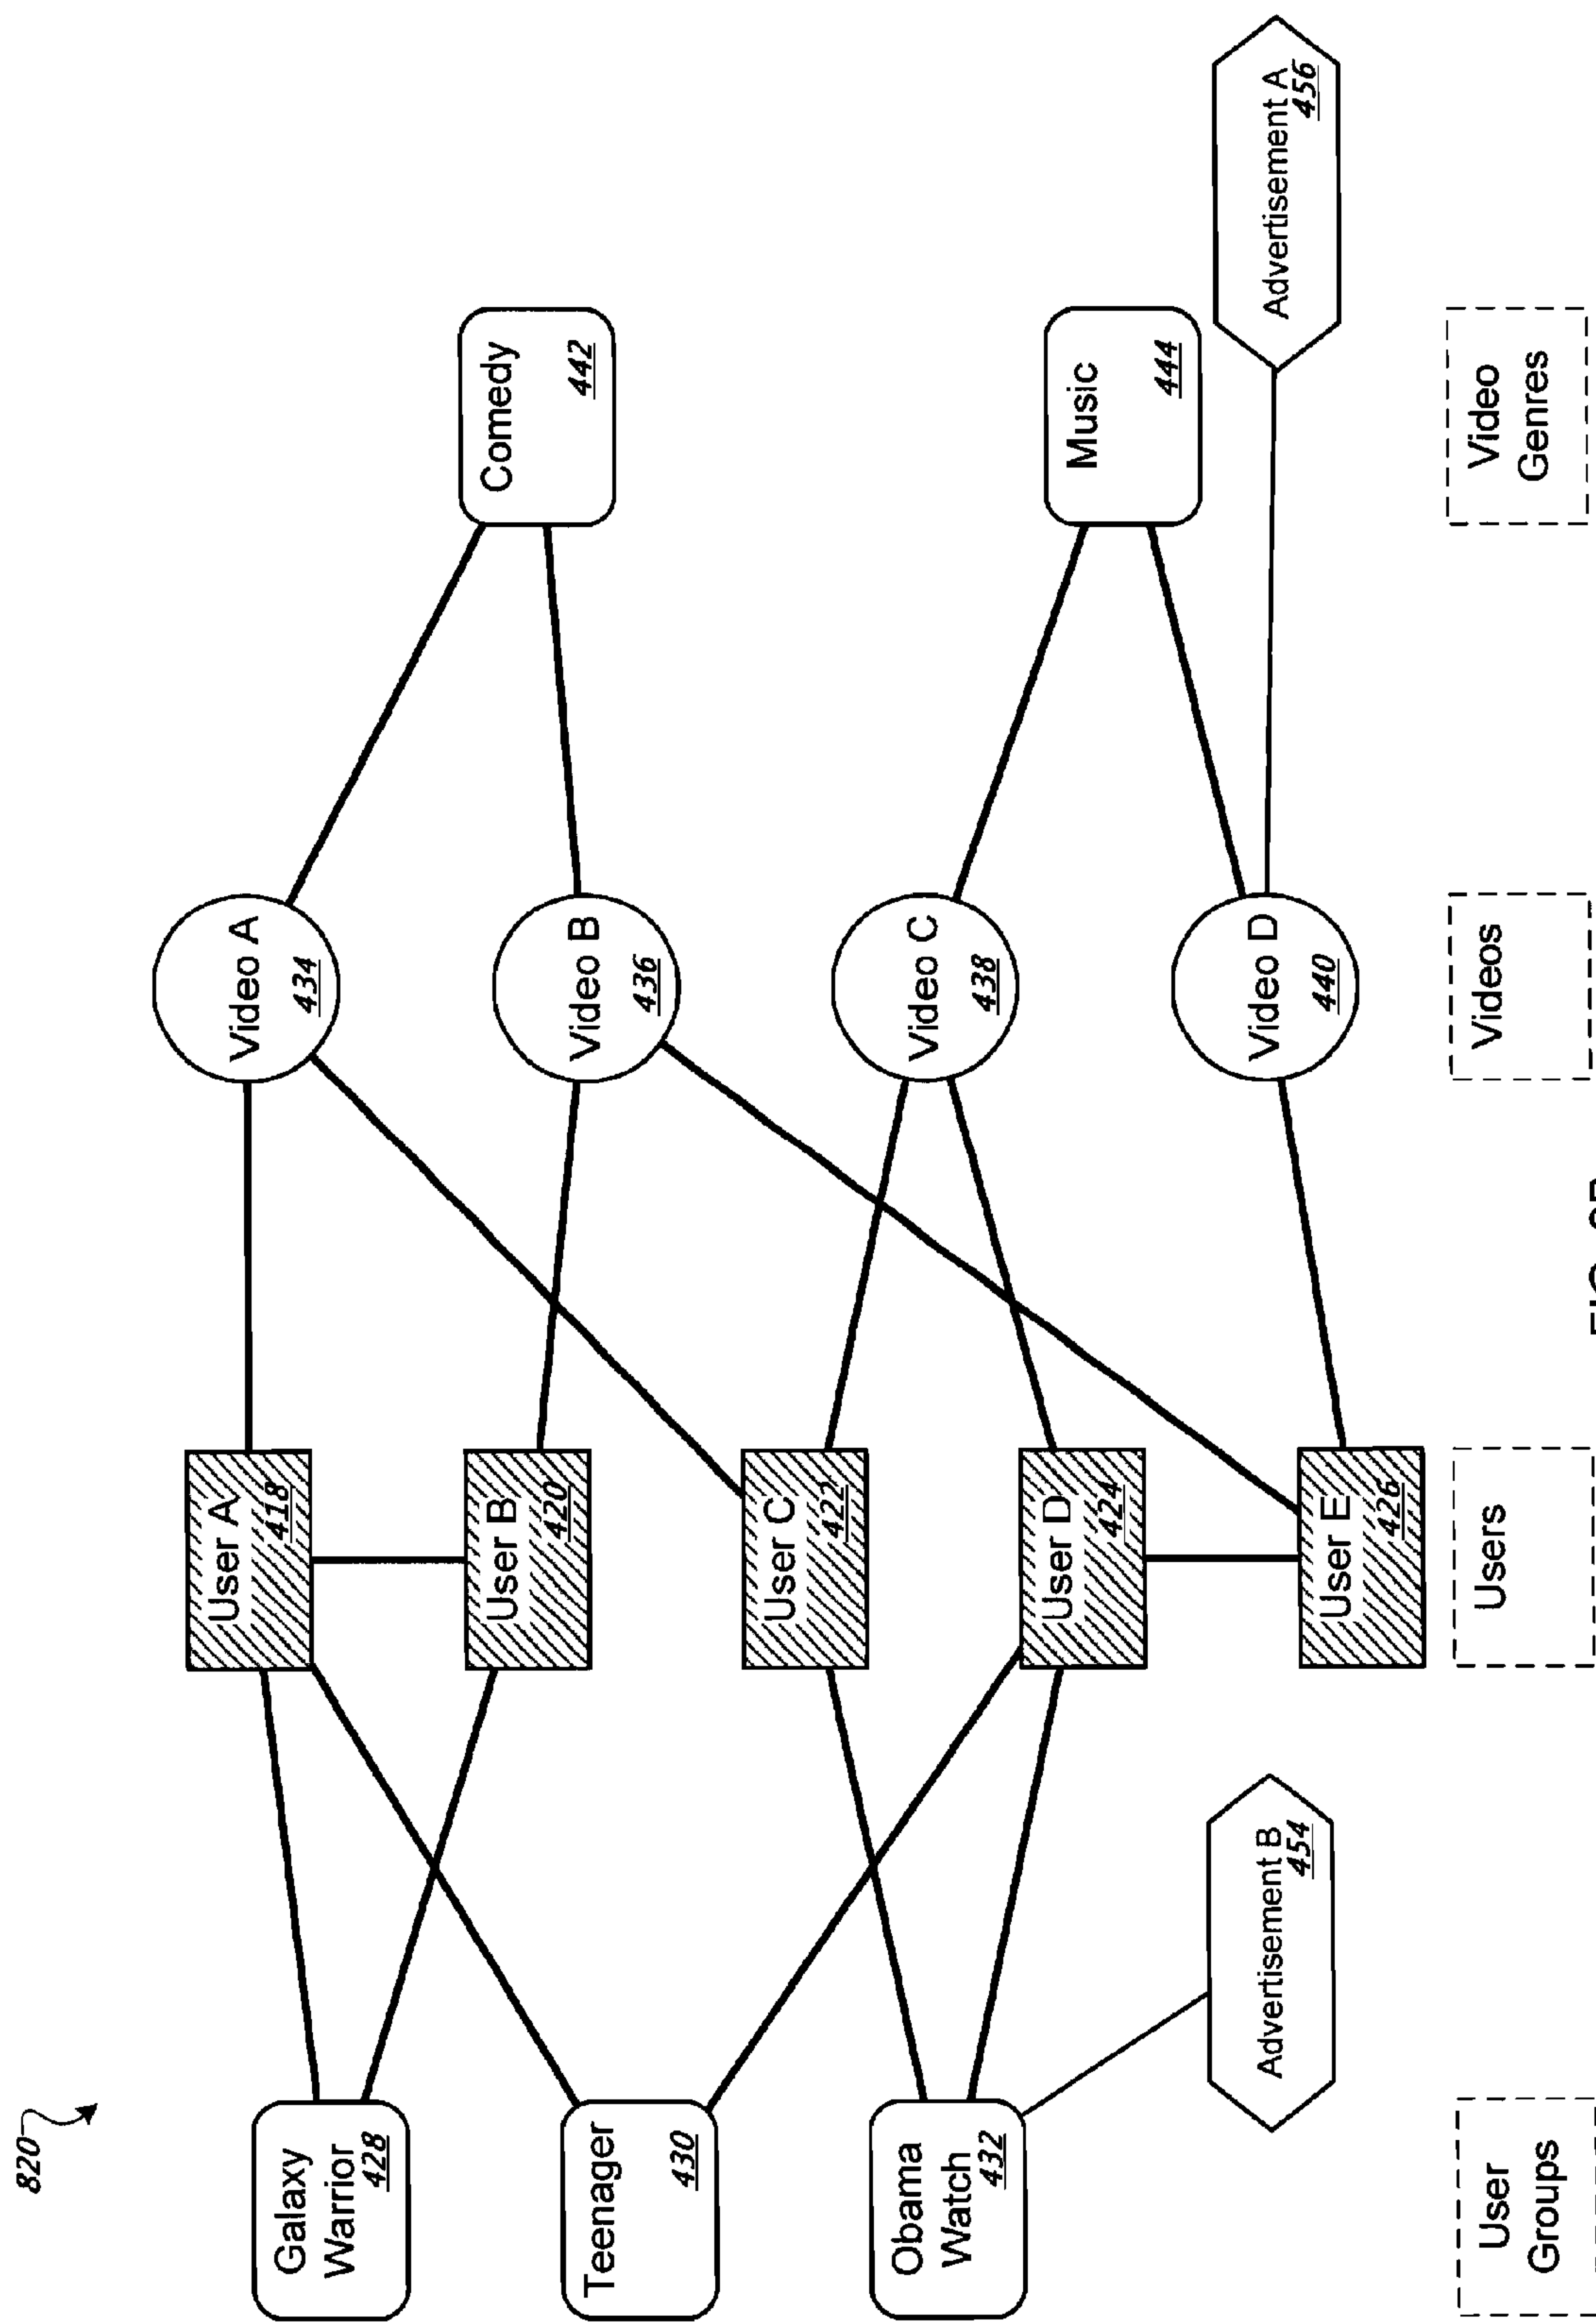 820
Galaxy
Warrior
428
Teenager
430
Obama
Watch
432
Advertisement B
454
User
Groups
User A
418
User B
420
User C
422
User D
424
User E
426
Users
Video A
434
Video B
436
Video C
438
Video D
440
Videos
Comedy
442
Music
444
Advertisement A
456
Video
Genres